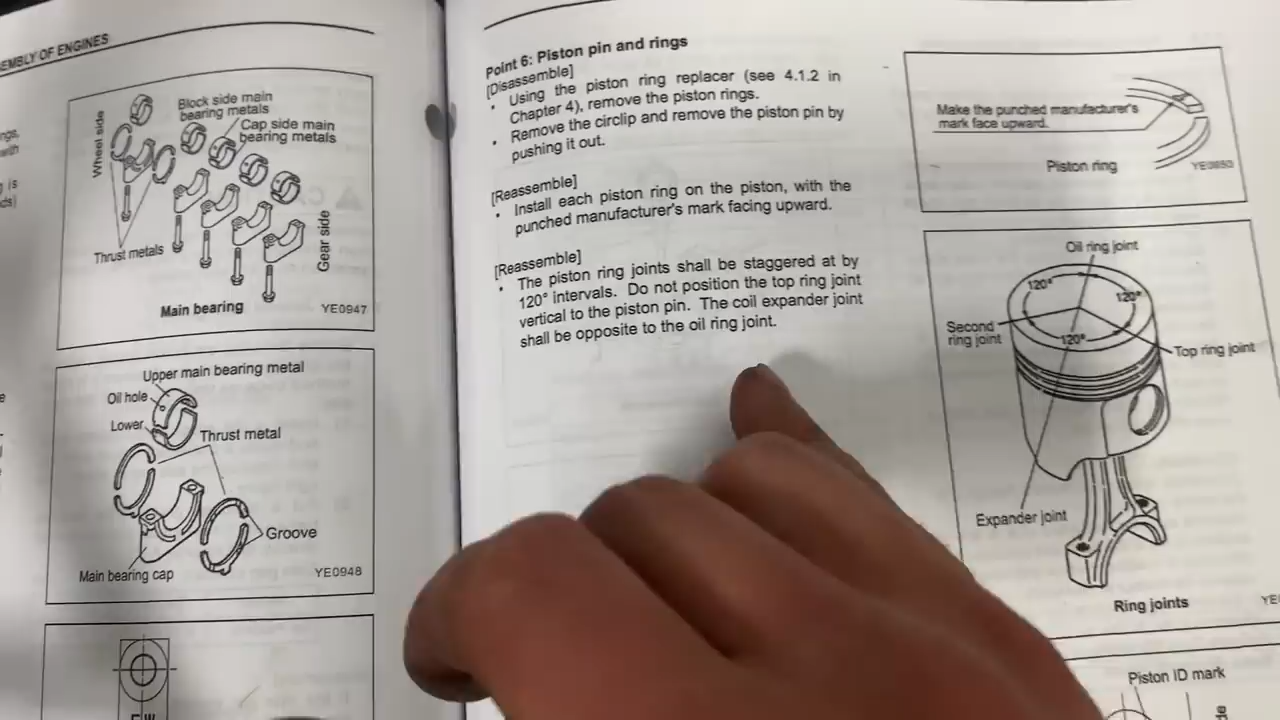 EMBLY OF ENGINES
Wheel side
Block side main
bearing metals
Cap side main
bearing metals
Thrust metals
Gear side
Main bearing
YE0947
Upper main bearing metal
Oil hole
Lower
Thrust metal
Groove
Main bearing cap
YE0948
Point 6: Piston pin and rings
[Disassemble]
• Using the piston ring replacer (see 4.1.2 in
Chapter 4), remove the piston rings.
• Remove the circlip and remove the piston pin by
pushing it out.
[Reassemble]
• Install each piston ring on the piston, with the
punched manufacturer's mark facing upward.
[Reassemble]
• The piston ring joints shall be staggered at by
120° intervals. Do not position the top ring joint
vertical to the piston pin. The coil expander joint
shall be opposite to the oil ring joint.
Make the punched manufacturer's
mark face upward.
Piston ring
Oil ring joint
120°
120°
Second
ring joint
120°
Top ring joint
Expander joint
Ring joints
YE
Piston ID mark